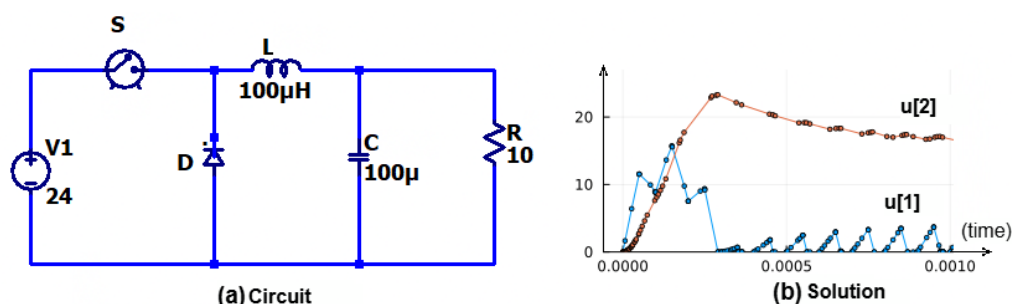 S
L
100µH
V1
24
D
C
100µ
R
10
(a) Circuit
20
10
0
0.0000
0.0005
0.0010
u[2]
u[1]
(time)
(b) Solution